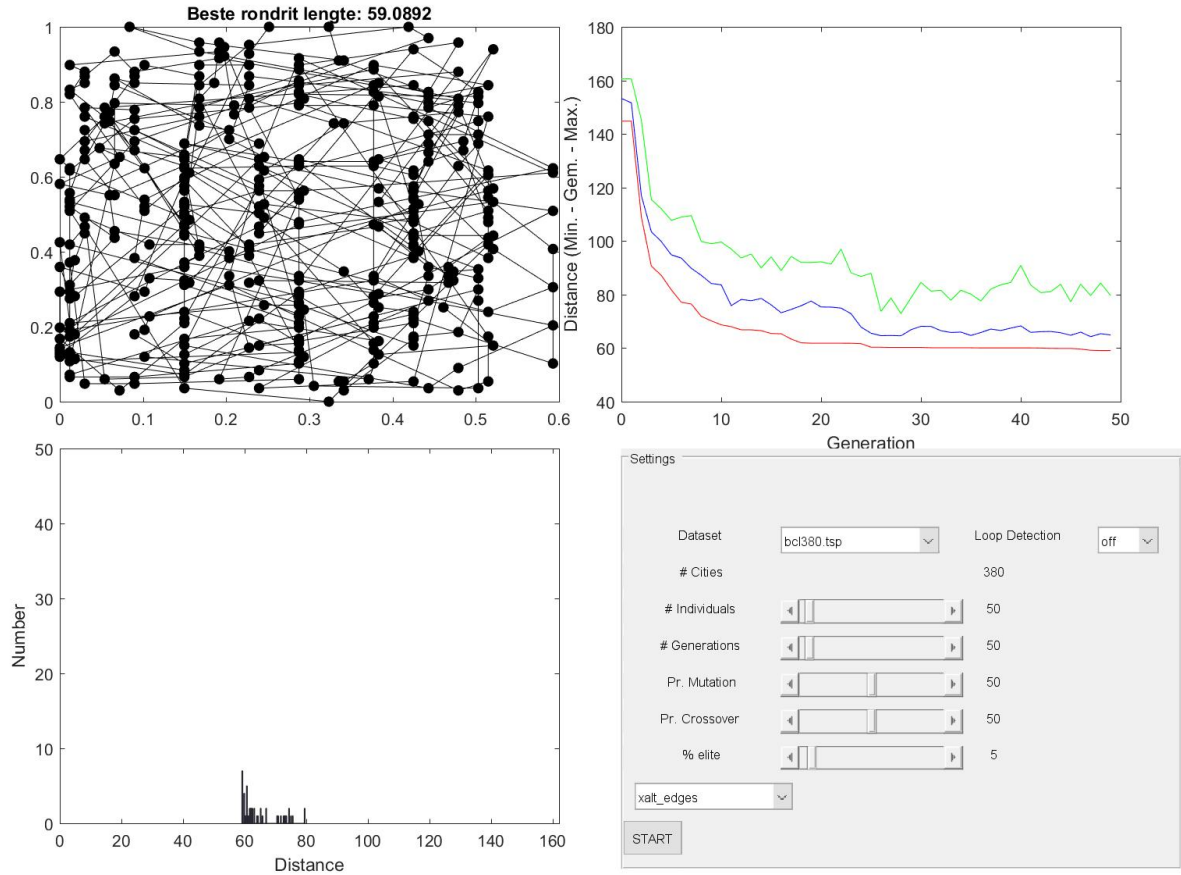 Beste rondrit lengte: 59.0892
1
0.8
0.6
0.4
0.2
0
0 0.1 0.2 0.3 0.4 0.5 0.6
180
160
140
120
100
80
60
40
0 10 20 30 40 50
Distance (Min. - Gem. - Max.)
Generation
50
40
30
20
10
0
0 20 40 60 80 100 120 140 160
Number
Distance
Settings
Dataset bcl380.tsp Loop Detection off
# Cities 380
# Individuals 50
# Generations 50
Pr. Mutation 50
Pr. Crossover 50
% elite 5
xalt_edges
START